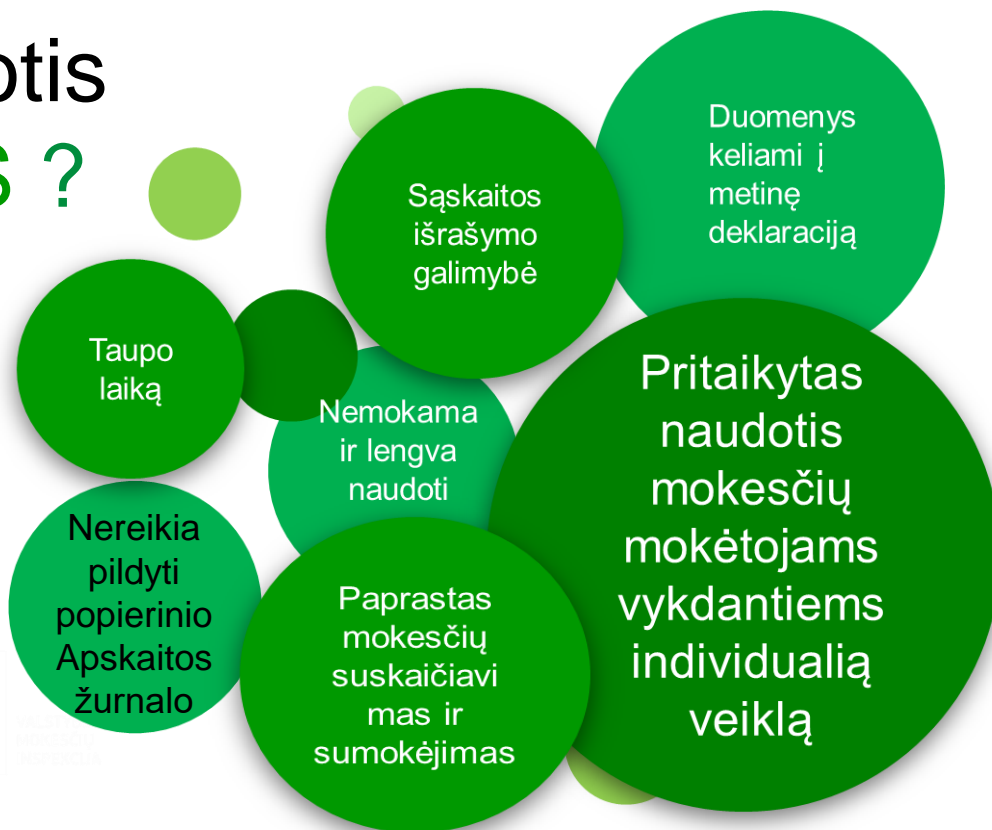 otis
S ?
Duomenys
keliami į
metinę
deklaraciją
Sąskaitos
išrašymo
galimybė
Taupo
laiką
Nemokama
ir lengva
naudoti
Pritaikytas
naudotis
mokesčių
mokėtojams
vykdantiems
individualią
veiklą
Nereikia
pildyti
popierinio
Apskaitos
žurnalo
Paprastas
mokesčių
suskaičiavi
mas ir
sumokėjimas